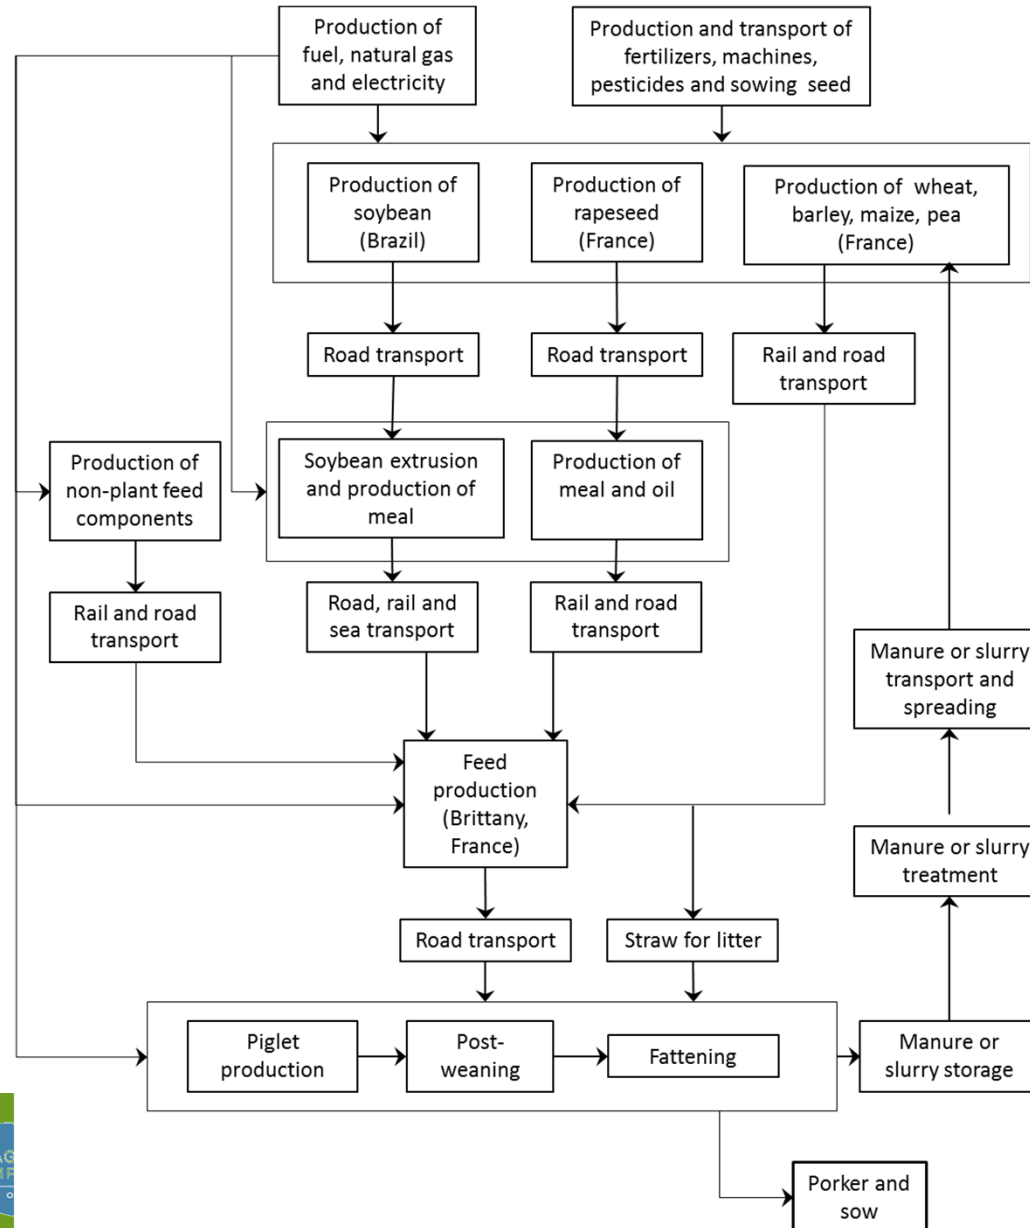 Production of
fuel, natural gas
and electricity
Production and transport of
fertilizers, machines,
pesticides and sowing seed
Production of
soybean
(Brazil)
Production of
rapeseed
(France)
Production of wheat,
barley, maize, pea
(France)
Road transport
Road transport
Rail and road
transport
Production of
non-plant feed
components
Soybean extrusion
and production of
meal
Production of
meal and oil
Rail and road
transport
Road, rail and
sea transport
Rail and road
transport
Manure or slurry
transport and
spreading
Feed
production
(Brittany,
France)
Manure or slurry
treatment
Road transport
Straw for litter
Piglet
production
Post-
weaning
Fattening
Manure or
slurry storage
Porker and
sow